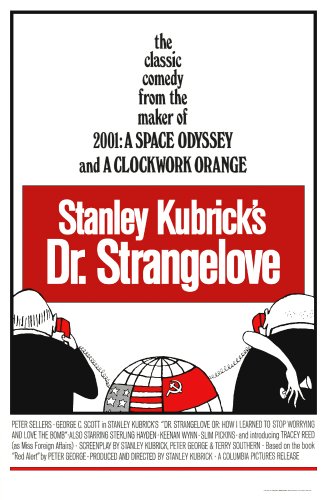 the
classic
comedy
from the
maker of
2001: A SPACE ODYSSEY
and A CLOCKWORK ORANGE
Stanley Kubrick's
Dr. Strangelove
PETER SELLERS · GEORGE C. SCOTT in STANLEY KUBRICK'S "DR. STRANGELOVE OR: HOW I LEARNED TO STOP WORRYING
AND LOVE THE BOMB" · ALSO STARRING STERLING HAYDEN · KEENAN WYNN · SLIM PICKINS · and introducing TRACEY REED
(as Miss Foreign Affairs) · SCREENPLAY BY STANLEY KUBRICK, PETER GEORGE & TERRY SOUTHERN · Based on the book
"Red Alert" by PETER GEORGE · PRODUCED AND DIRECTED BY STANLEY KUBRICK · A COLUMBIA PICTURES RELEASE